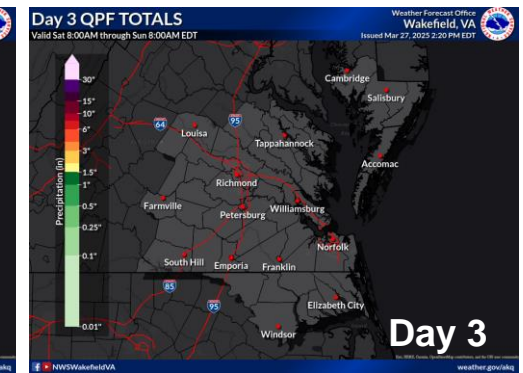 Day 3 QPF TOTALS
Valid Sat 8:00AM through Sun 8:00AM EDT
Weather Forecast Office
Wakefield, VA
Issued Mar 27, 2025 2:20 PM EDT
Precipitation (in)
30"
15"
10"
6"
3"
1.5"
1"
0.5"
0.25"
0.1"
0.01"
Cambridge
Salisbury
64
95
Louisa
Tappahannock
Accomac
Richmond
Farmville
Williamsburg
Petersburg
Norfolk
South Hill
Emporia
Franklin
85
95
Elizabeth City
Windsor
Day 3
NWSWakefieldVA
weather.gov/akq